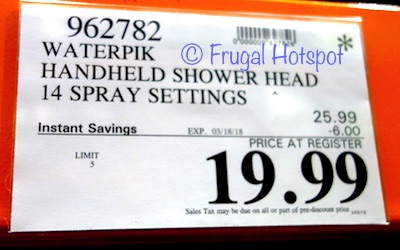 962782
© Frugal Hotspot
WATERPIK
HANDHELD SHOWER HEAD
14 SPRAY SETTINGS
25.99
Instant Savings EXP. 03/18/18 -6.00
PRICE AT REGISTER
LIMIT
5
19.99
Sales Tax may be due on all or part of pre-discount price